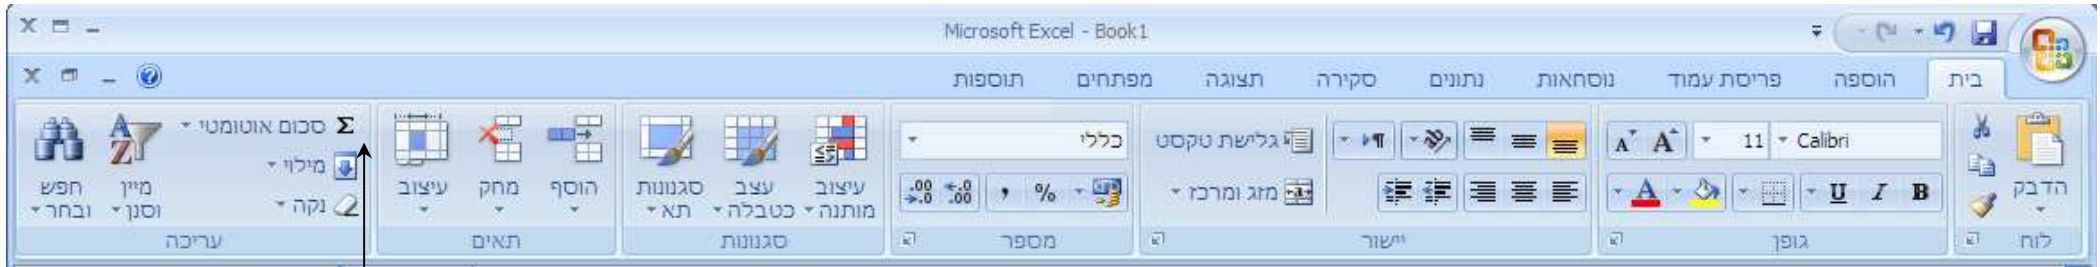 Microsoft Excel - Book1
בית הוספה פריסת עמוד נוסחאות נתונים סקירה תצוגה מפתחים תוספות
הדבק
לוח
Calibri 11
B I U
גופן
גלישת טקסט
מזג ומרכז
יישור
כללי
%
מספר
עיצוב מותנה
עצב כטבלה
סגנונות תא
סגנונות
הוסף
מחק
עיצוב
תאים
Σ סכום אוטומטי
מילוי
נקה
מיין וסנן
חפש ובחר
עריכה